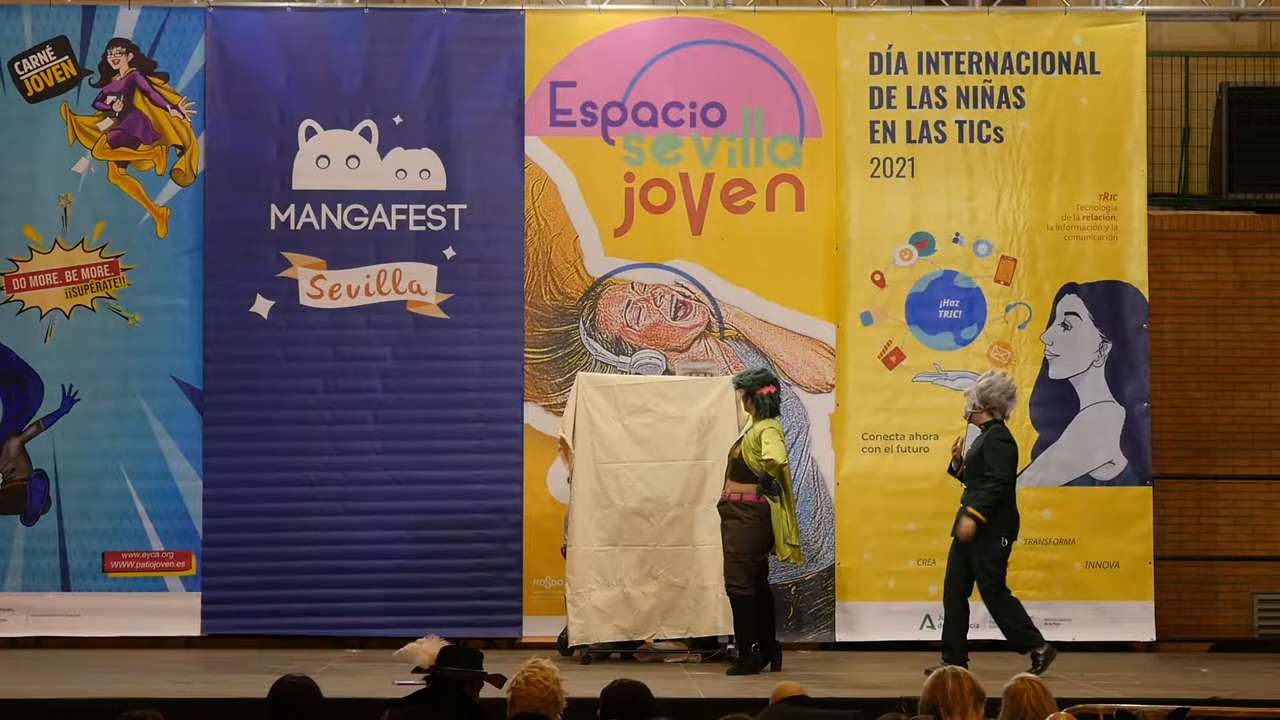 CARNÉ
JOVEN
DO MORE. BE MORE.
¡¡SUPÉRATE!!
www.eyca.org
WWW.patiojoven.es
MANGAFEST
Sevilla
Espacio
sevilla
joven
NO8DO
DÍA INTERNACIONAL
DE LAS NIÑAS
EN LAS TICs
2021
tRIC
Tecnología
de la relación,
la información y la
comunicación
¡Haz
TRIC!
Conecta ahora
con el futuro
TRANSFORMA
CREA
INNOVA